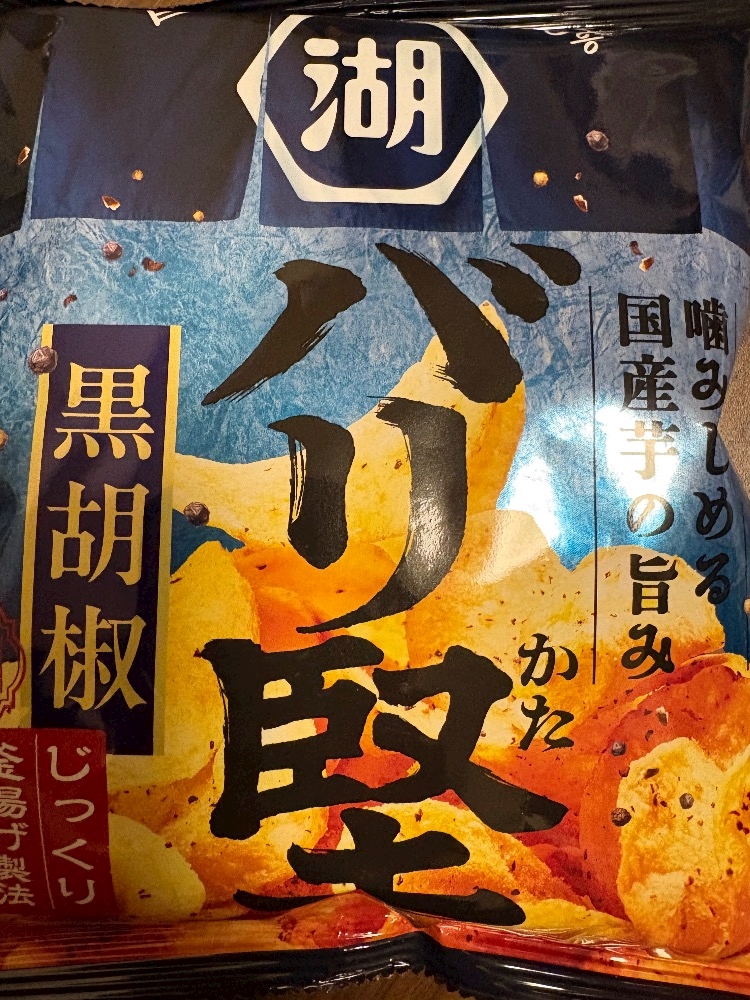 湖
噛みしめる
国産芋の旨み
バリ堅
かた
黒胡椒
じっくり
釜揚げ製法